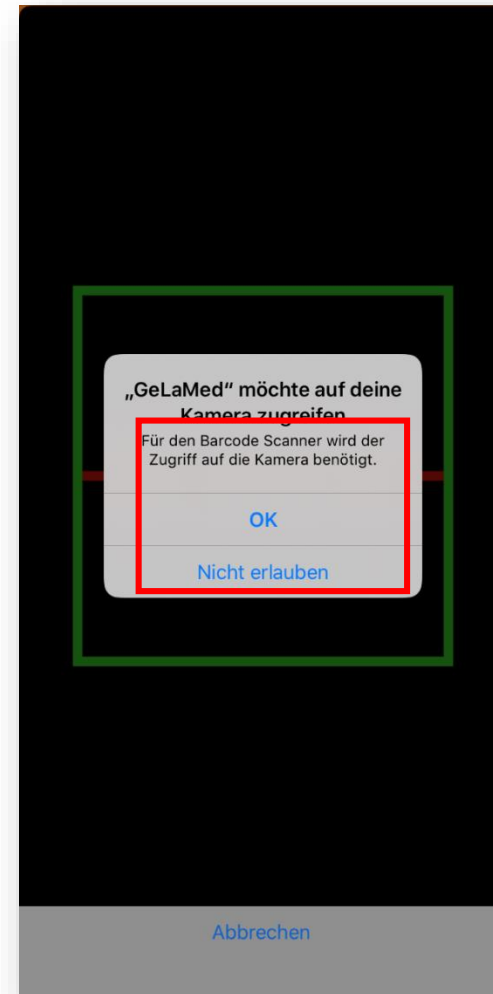 „GeLaMed“ möchte auf deine
Kamera zugreifen
Für den Barcode Scanner wird der
Zugriff auf die Kamera benötigt.
OK
Nicht erlauben
Abbrechen